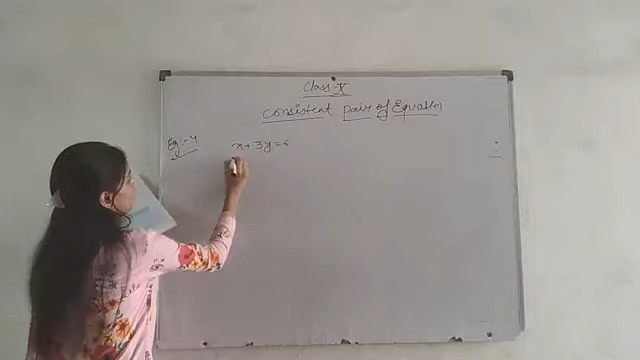 Class-X
Consistent pair of Equation
Eg:-4 x+3y=6